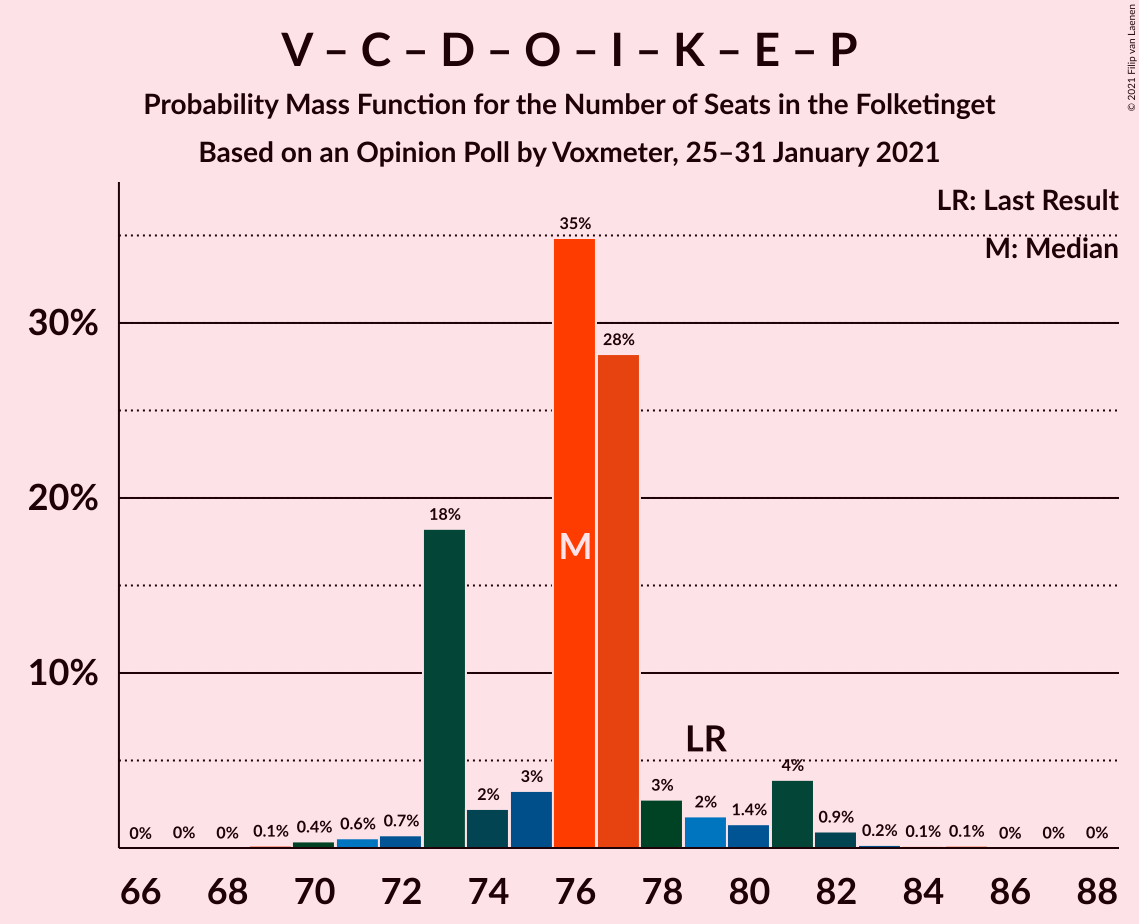 V – C – D – O – I – K – E – P
Probability Mass Function for the Number of Seats in the Folketinget
Based on an Opinion Poll by Voxmeter, 25–31 January 2021
© 2021 Filip van Laenen
LR: Last Result
M: Median
30%
20%
10%
0%
0%
0%
0.1%
0.4%
0.6%
0.7%
18%
2%
3%
35%
28%
3%
2%
1.4%
4%
0.9%
0.2%
0.1%
0.1%
0%
0%
0%
M
LR
66 68 70 72 74 76 78 80 82 84 86 88